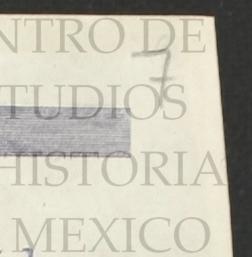 NTRO DE
7
TUDIOS
HISTORIA
MEXICO